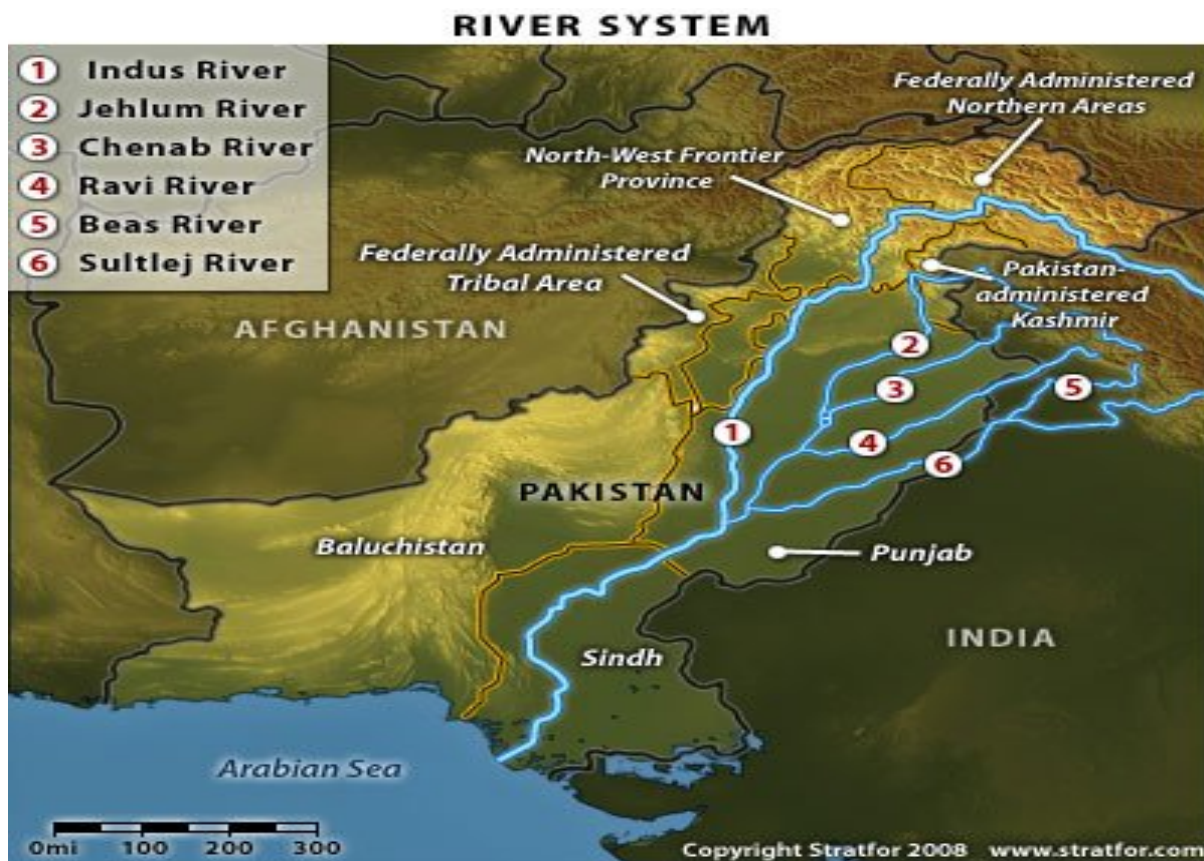 RIVER SYSTEM
1 Indus River
2 Jehlum River
3 Chenab River
4 Ravi River
5 Beas River
6 Sultlej River
Federally Administered
Northern Areas
North-West Frontier
Province
Federally Administered
Tribal Area
Pakistan-
administered
Kashmir
AFGHANISTAN
2
3
5
1
4
6
PAKISTAN
Baluchistan
Punjab
INDIA
Sindh
Arabian Sea
0mi 100 200 300
Copyright Stratfor 2008 www.stratfor.com